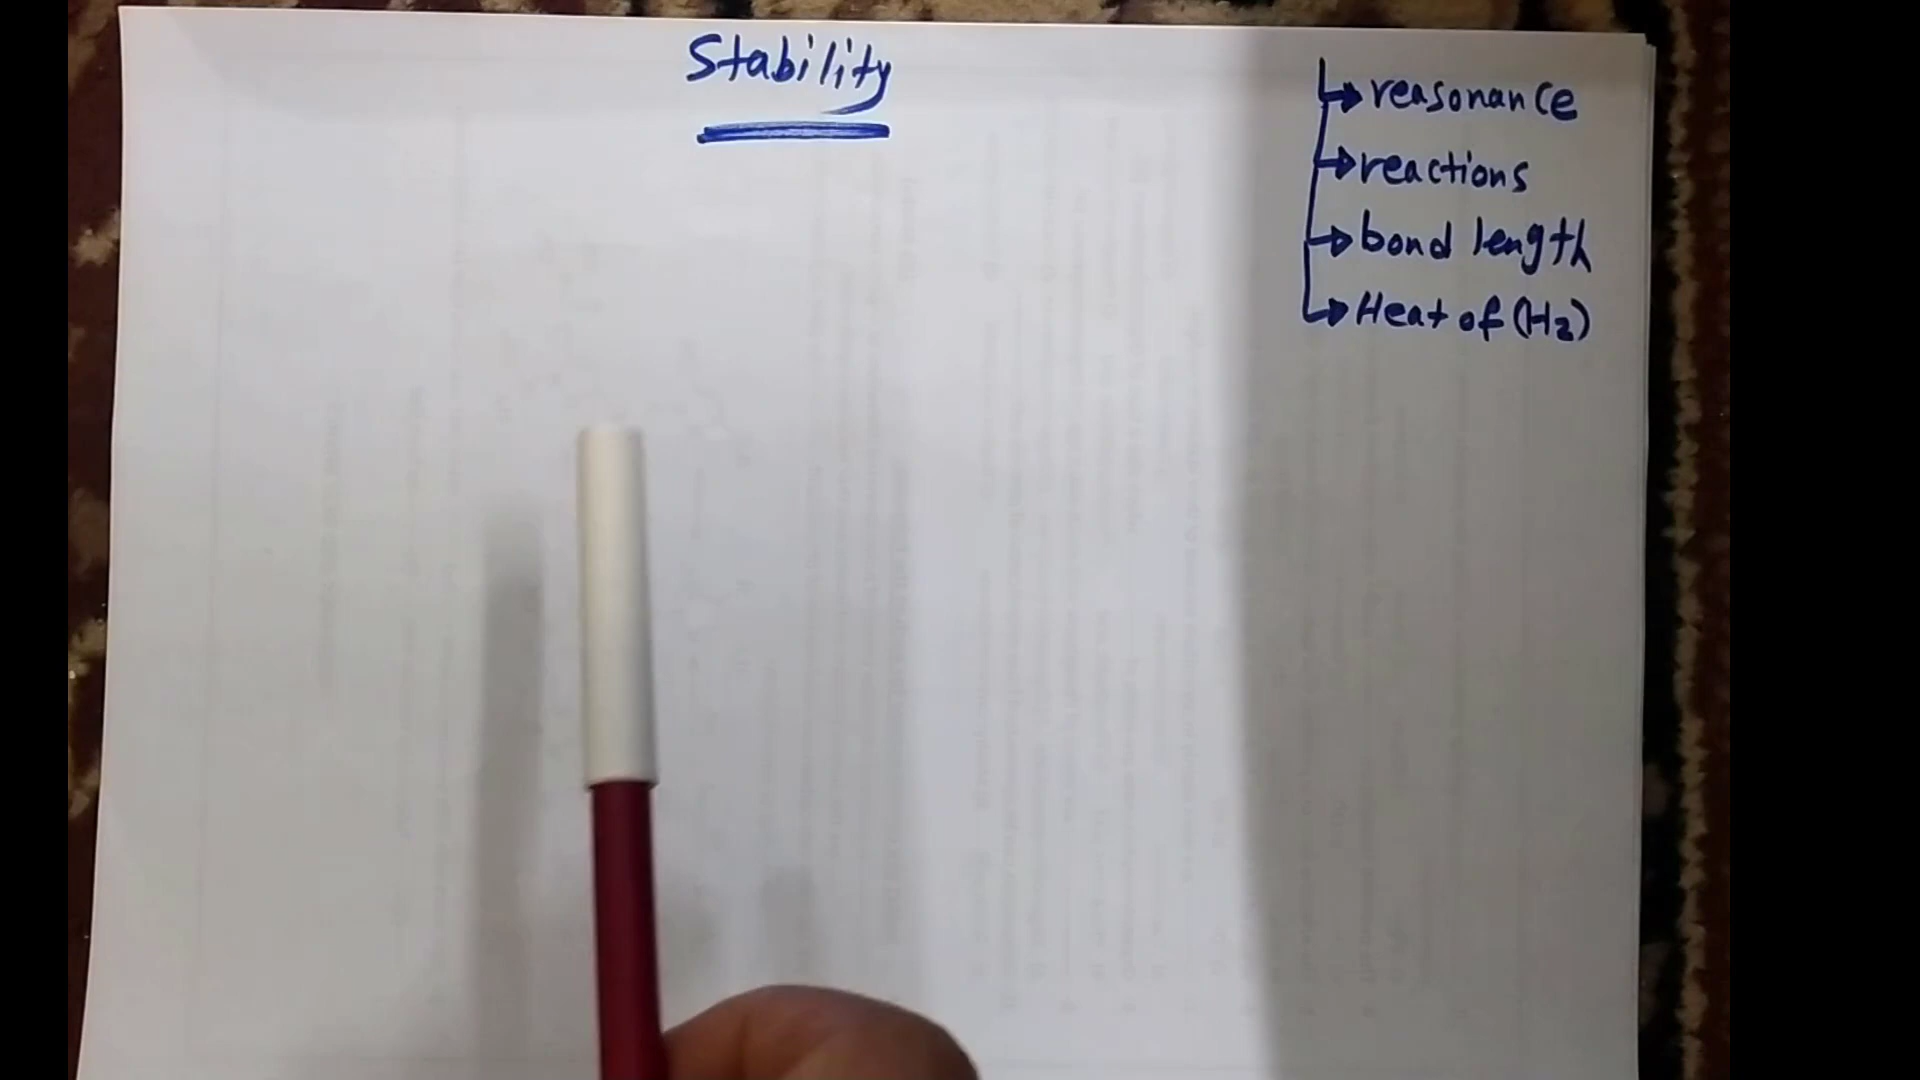 Stability
reasonance
reactions
bond length
Heat of (H₂)